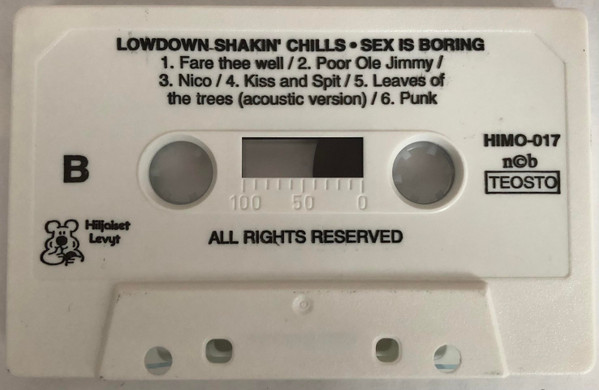 LOWDOWN SHAKIN' CHILLS • SEX IS BORING
1. Fare thee well / 2. Poor Ole Jimmy /
3. Nico / 4. Kiss and Spit / 5. Leaves of
the trees (acoustic version) / 6. Punk
HIMO-017
n©b
TEOSTO
B
100 50 0
Hiljaiset
Levyt
ALL RIGHTS RESERVED